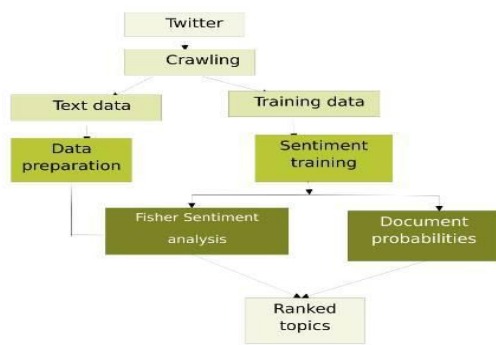 Twitter
Crawling
Text data
Training data
Data
preparation
Sentiment
training
Fisher Sentiment
analysis
Document
probabilities
Ranked
topics